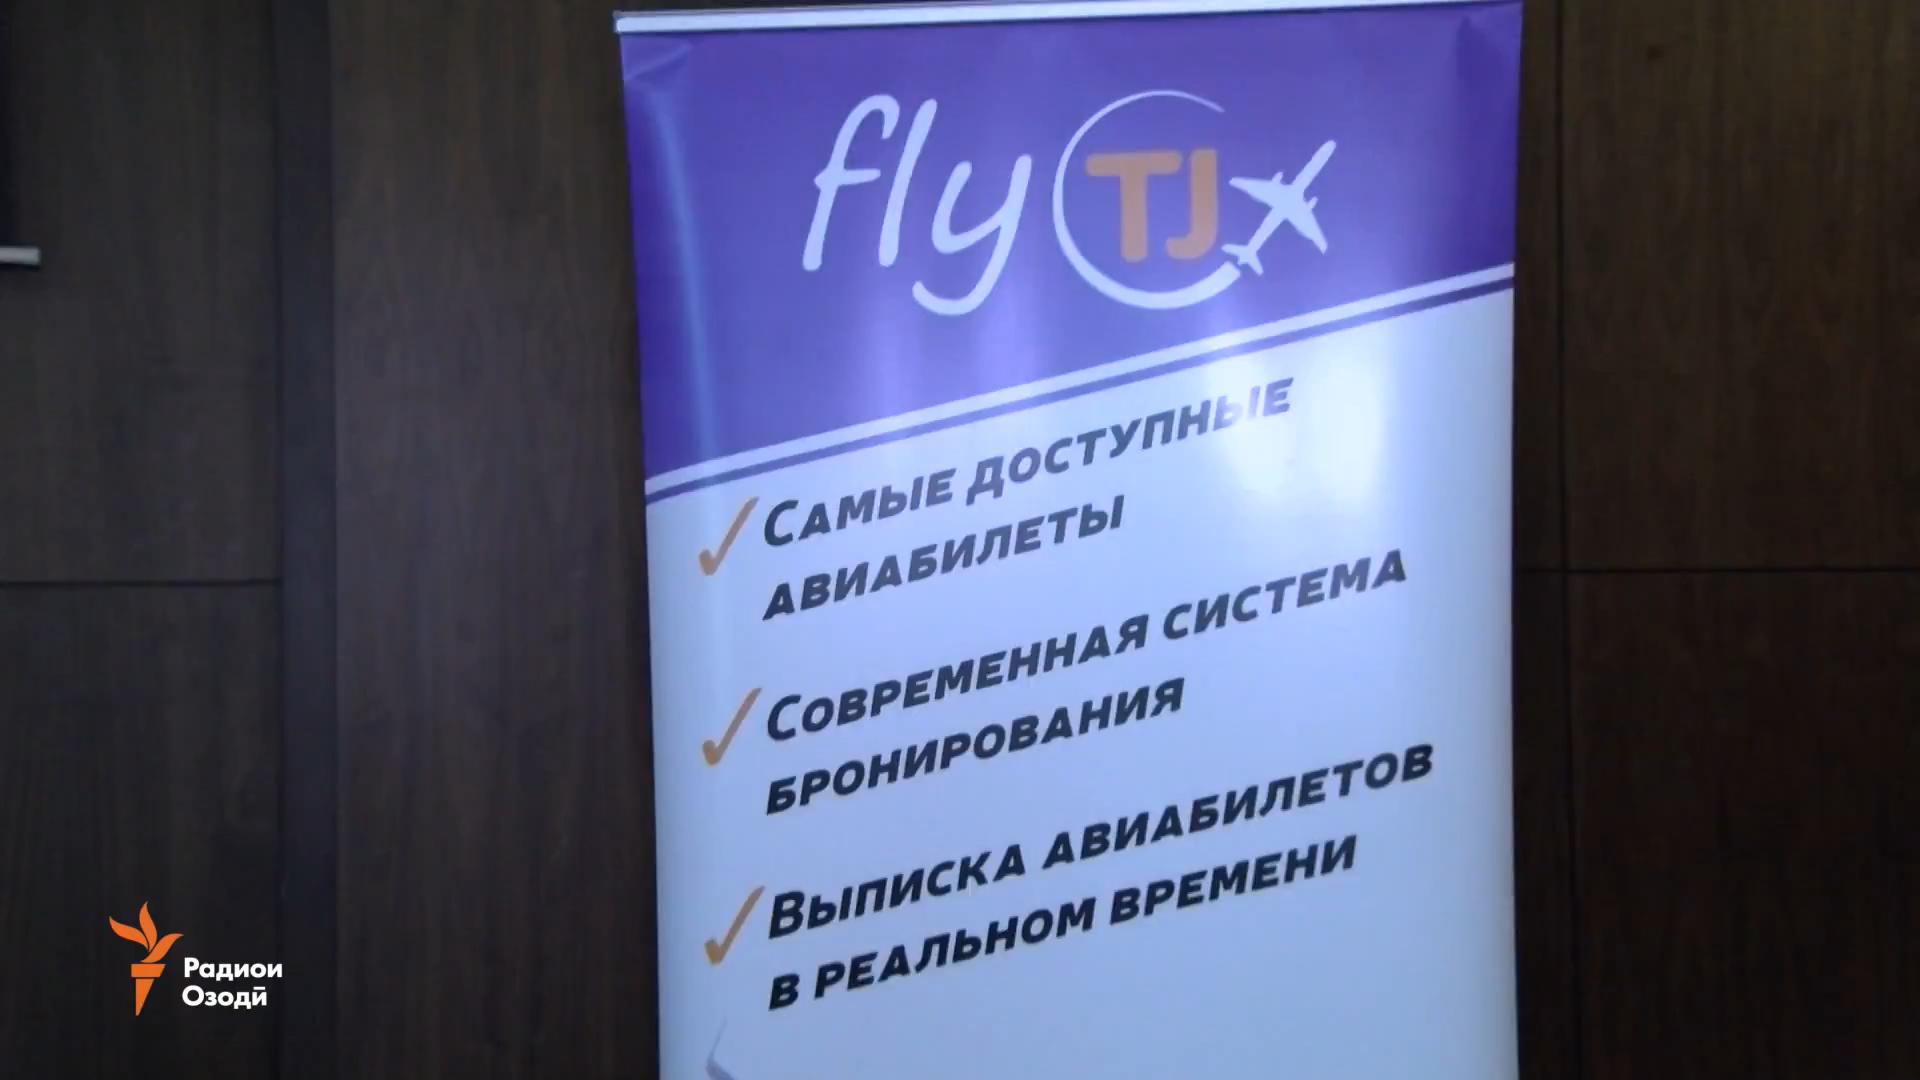 fly TJ
Самые доступные
авиабилеты
Современная система
бронирования
Выписка авиабилетов
в реальном времени
Радиои
Озодӣ